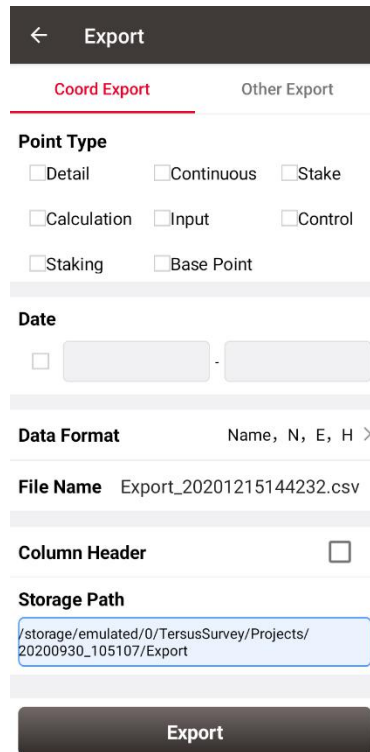 Export
Coord Export Other Export
Point Type
Detail Continuous Stake
Calculation Input Control
Staking Base Point
Date
-
Data Format Name, N, E, H
File Name Export_20201215144232.csv
Column Header
Storage Path
/storage/emulated/0/TersusSurvey/Projects/
20200930_105107/Export
Export